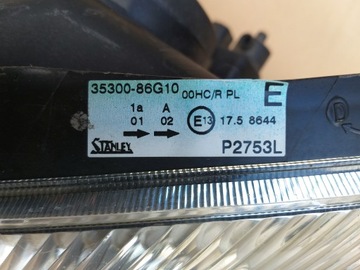 35300-86G10 00HC/R PL E
1a A
01 02 E13 17.5 8644
STANLEY P2753L
D